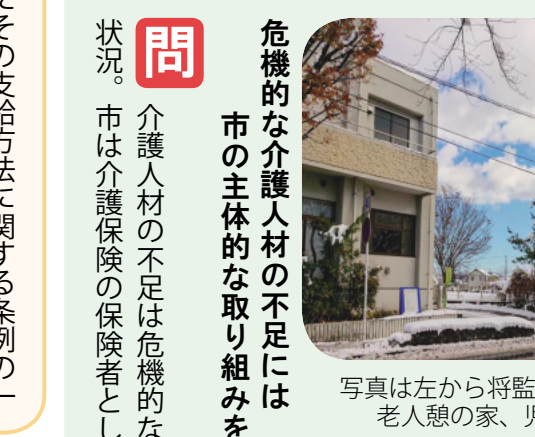 危機的な介護人材の不足には
市の主体的な取り組みを
問
介護人材の不足は危機的な
状況。市は介護保険の保険者とし
写真は左から将監
老人憩の家、児
その支給方法に関する条例の一